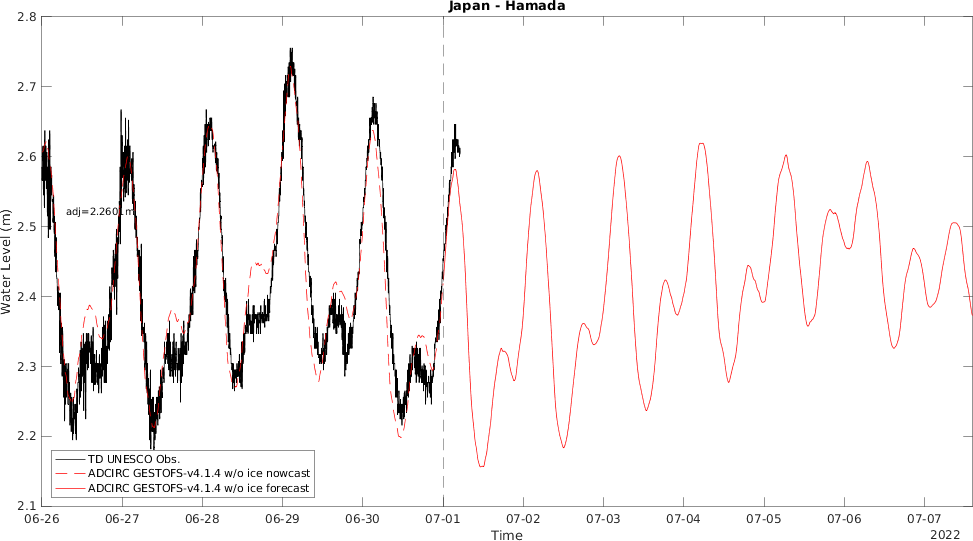 Japan - Hamada
2.8
2.7
2.6
2.5
2.4
2.3
2.2
2.1
Water Level (m)
adj=2.2601m
TD UNESCO Obs.
ADCIRC GESTOFS-v4.1.4 w/o ice nowcast
ADCIRC GESTOFS-v4.1.4 w/o ice forecast
06-26 06-27 06-28 06-29 06-30 07-01 07-02 07-03 07-04 07-05 07-06 07-07
Time
2022